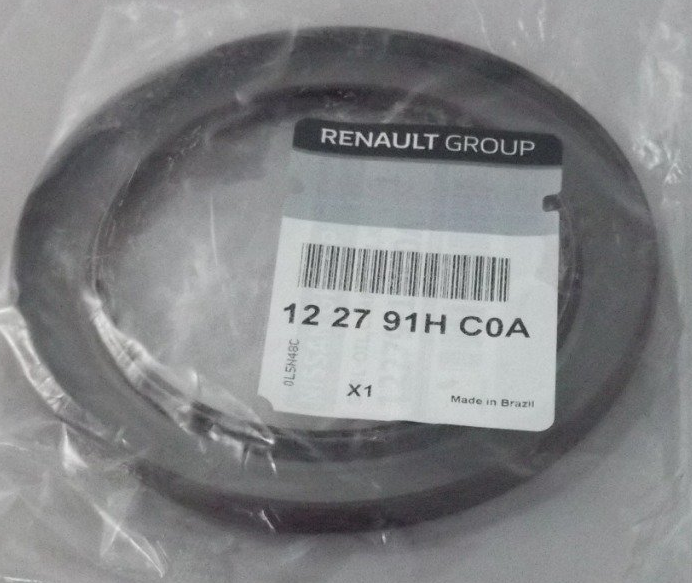 RENAULT GROUP
12 27 91H C0A
0L5N48C
X1
Made in Brazil